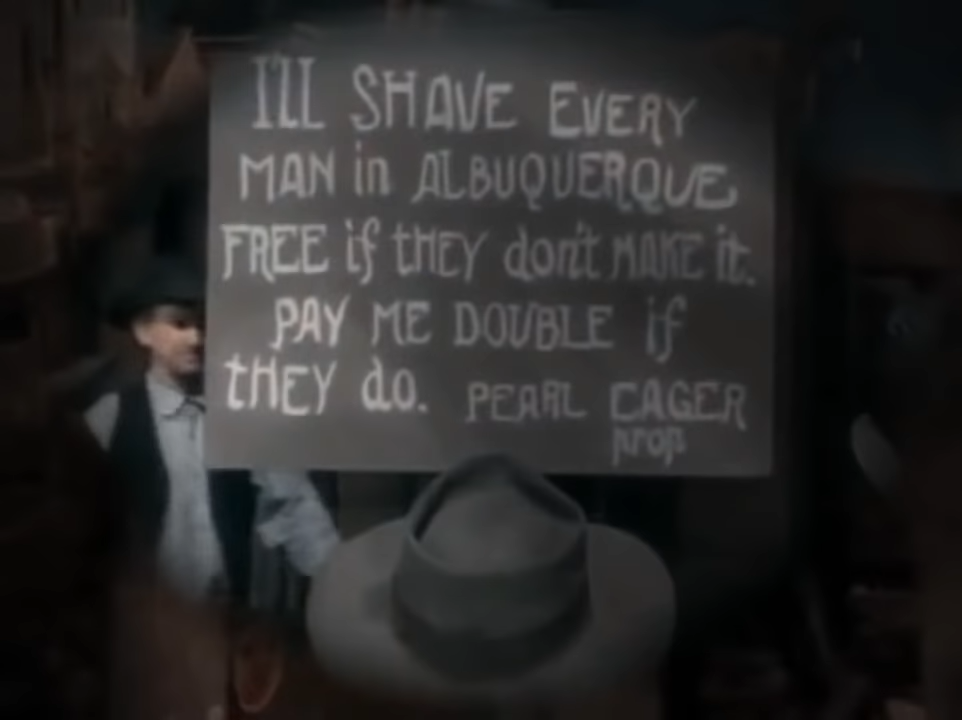 I'll SHAVE EVERY
MAN in ALBUQUERQUE
FREE if tHEY don't MAKE it.
PAY ME DOUBLE if
tHEY do. PEARL EAGER
prop